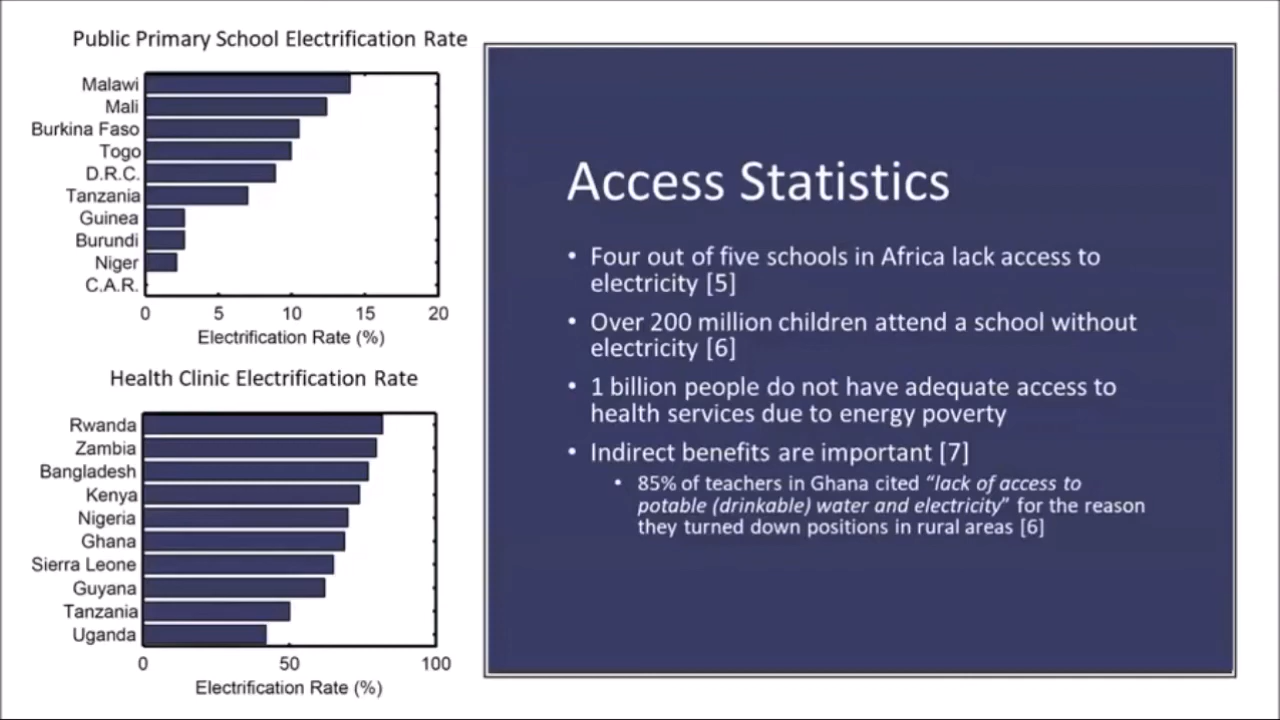 Public Primary School Electrification Rate
Malawi
Mali
Burkina Faso
Togo
D.R.C.
Tanzania
Guinea
Burundi
Niger
C.A.R.
0 5 10 15 20
Electrification Rate (%)
Health Clinic Electrification Rate
Rwanda
Zambia
Bangladesh
Kenya
Nigeria
Ghana
Sierra Leone
Guyana
Tanzania
Uganda
0 50 100
Electrification Rate (%)
Access Statistics
• Four out of five schools in Africa lack access to
electricity [5]
• Over 200 million children attend a school without
electricity [6]
• 1 billion people do not have adequate access to
health services due to energy poverty
• Indirect benefits are important [7]
• 85% of teachers in Ghana cited “lack of access to
potable (drinkable) water and electricity” for the reason
they turned down positions in rural areas [6]